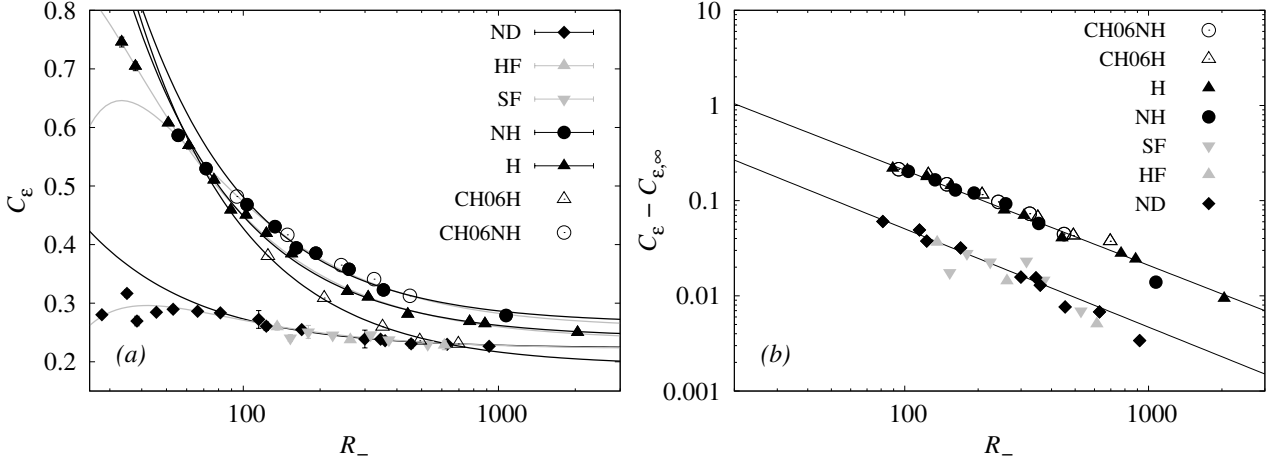 0.8
0.7
0.6
0.5
0.4
0.3
0.2
100
1000
C_ε
R_−
(a)
ND
HF
SF
NH
H
CH06H
CH06NH
10
1
0.1
0.01
0.001
100
1000
C_ε − C_ε,∞
R_−
(b)
CH06NH
CH06H
H
NH
SF
HF
ND